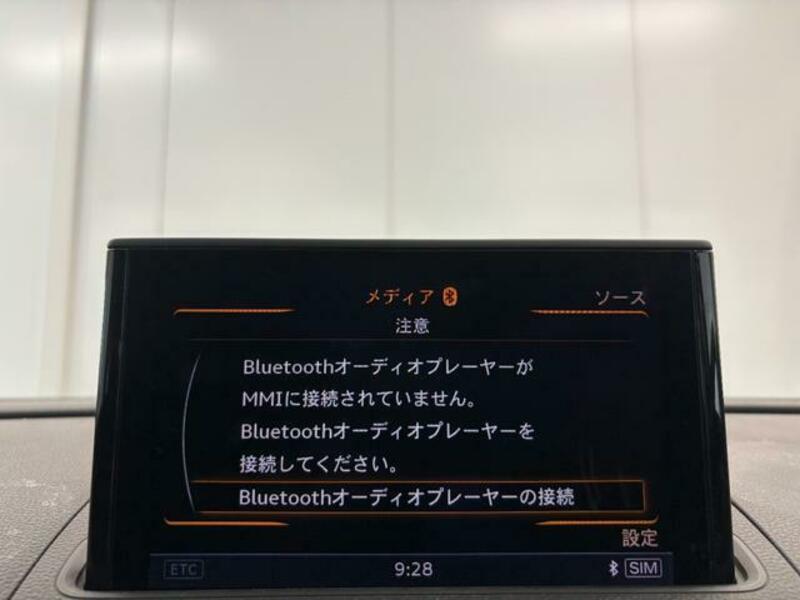 メディア
ソース
注意
Bluetoothオーディオプレーヤーが
MMIに接続されていません。
Bluetoothオーディオプレーヤーを
接続してください。
Bluetoothオーディオプレーヤーの接続
設定
ETC
9:28
SIM